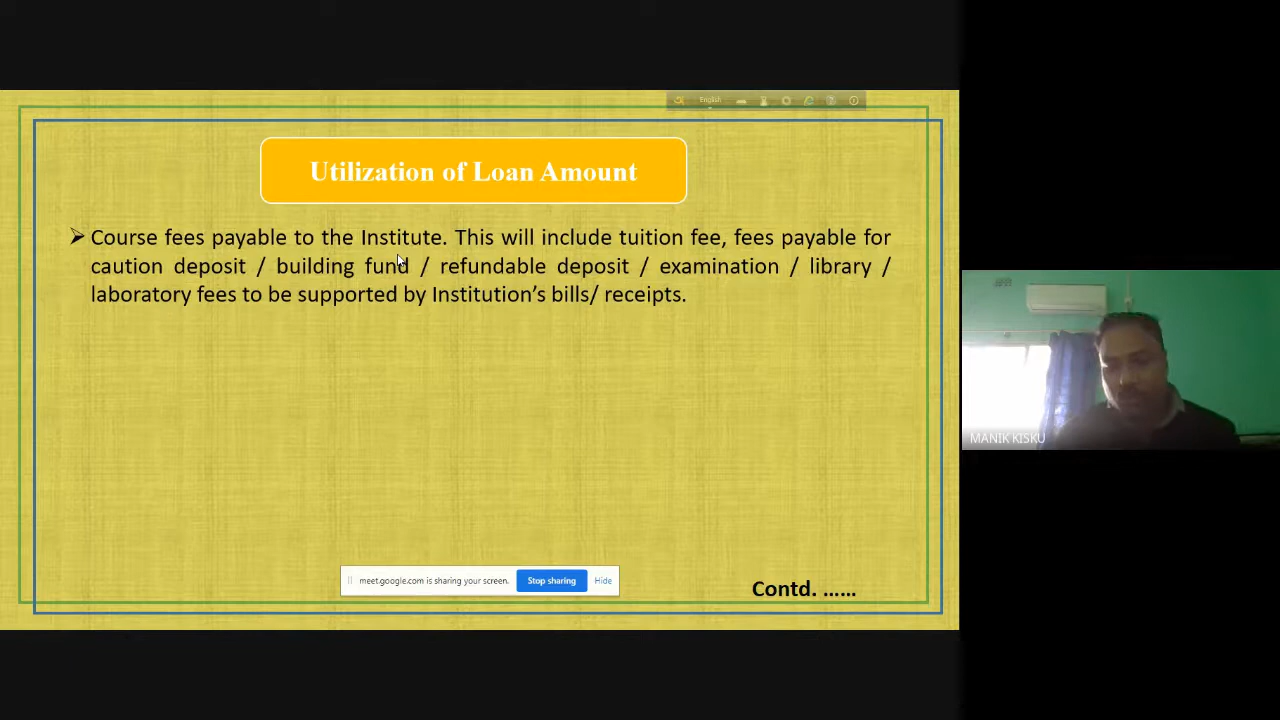 English
Utilization of Loan Amount
➢ Course fees payable to the Institute. This will include tuition fee, fees payable for
caution deposit / building fund / refundable deposit / examination / library /
laboratory fees to be supported by Institution’s bills/ receipts.
MANIK KISKU
meet.google.com is sharing your screen. Stop sharing Hide
Contd. ......